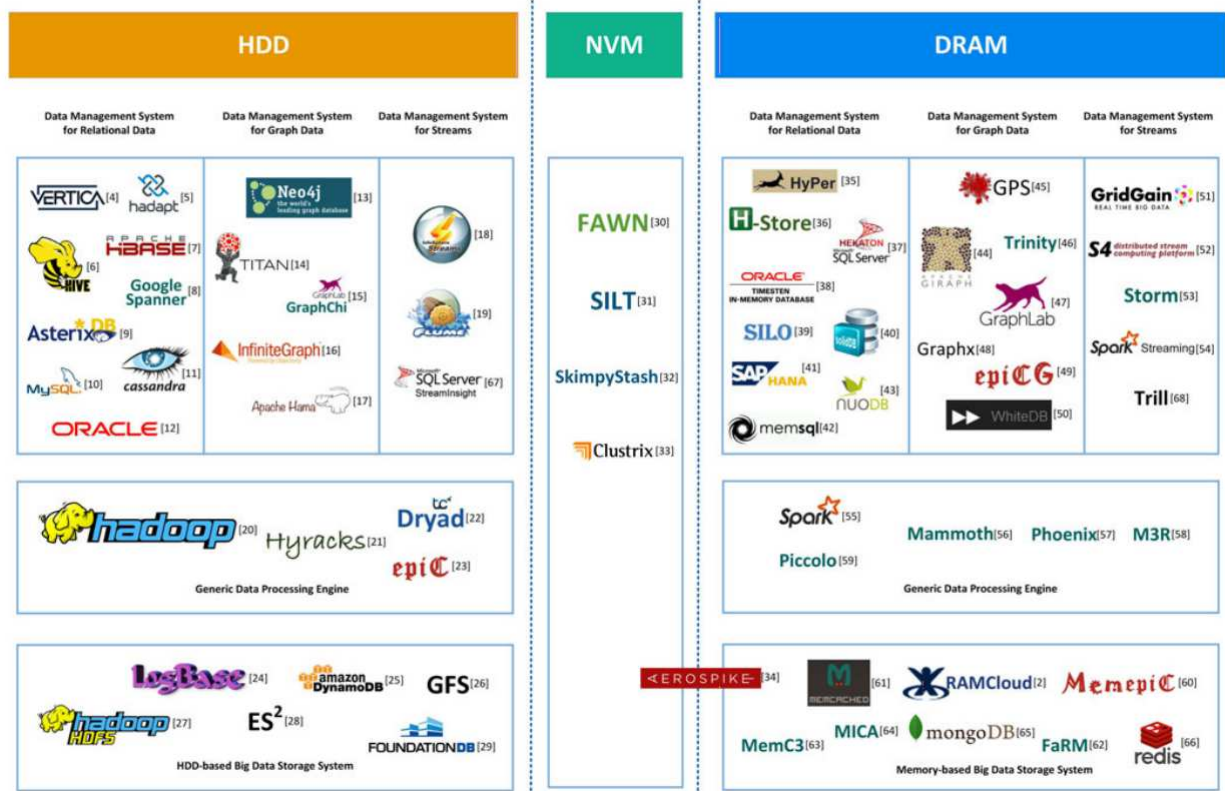 HDD
NVM
DRAM
Data Management System
for Relational Data
Data Management System
for Graph Data
Data Management System
for Streams
Data Management System
for Relational Data
Data Management System
for Graph Data
Data Management System
for Streams
VERTICA [4]
hadapt [5]
HIVE [6]
APACHE
HBASE [7]
Google
Spanner [8]
AsterixDB [9]
MySQL [10]
cassandra [11]
ORACLE [12]
Neo4j
the world's
leading graph database
[13]
TITAN [14]
GraphLab
GraphChi [15]
InfiniteGraph [16]
Apache Hama [17]
Streams [18]
[19]
Microsoft
SQL Server
StreamInsight
[67]
FAWN [30]
SILT [31]
SkimpyStash [32]
Clustrix [33]
HyPer [35]
H-Store [36]
HEKATON
Microsoft
SQL Server
[37]
ORACLE
TIMESTEN
IN-MEMORY DATABASE
[38]
SILO [39]
solidDB [40]
SAP HANA [41]
NUODB [43]
memsql [42]
GPS [45]
APACHE
GIRAPH
[44]
Trinity [46]
GraphLab [47]
Graphx [48]
epiCG [49]
WhiteDB [50]
GridGain
REAL TIME BIG DATA
[51]
S4 distributed stream
computing platform
[52]
Storm [53]
Spark Streaming [54]
Trill [68]
hadoop [20]
Hyracks [21]
Dryad [22]
epiC [23]
Generic Data Processing Engine
Spark [55]
Mammoth [56]
Phoenix [57]
M3R [58]
Piccolo [59]
Generic Data Processing Engine
LogBase [24]
amazon
DynamoDB
[25]
GFS [26]
hadoop
HDFS
[27]
ES² [28]
FOUNDATIONDB [29]
HDD-based Big Data Storage System
AEROSPIKE [34]
MEMCACHED [61]
RAMCloud [2]
MemepiC [60]
MemC3 [63]
MICA [64]
mongoDB [65]
FaRM [62]
redis [66]
Memory-based Big Data Storage System